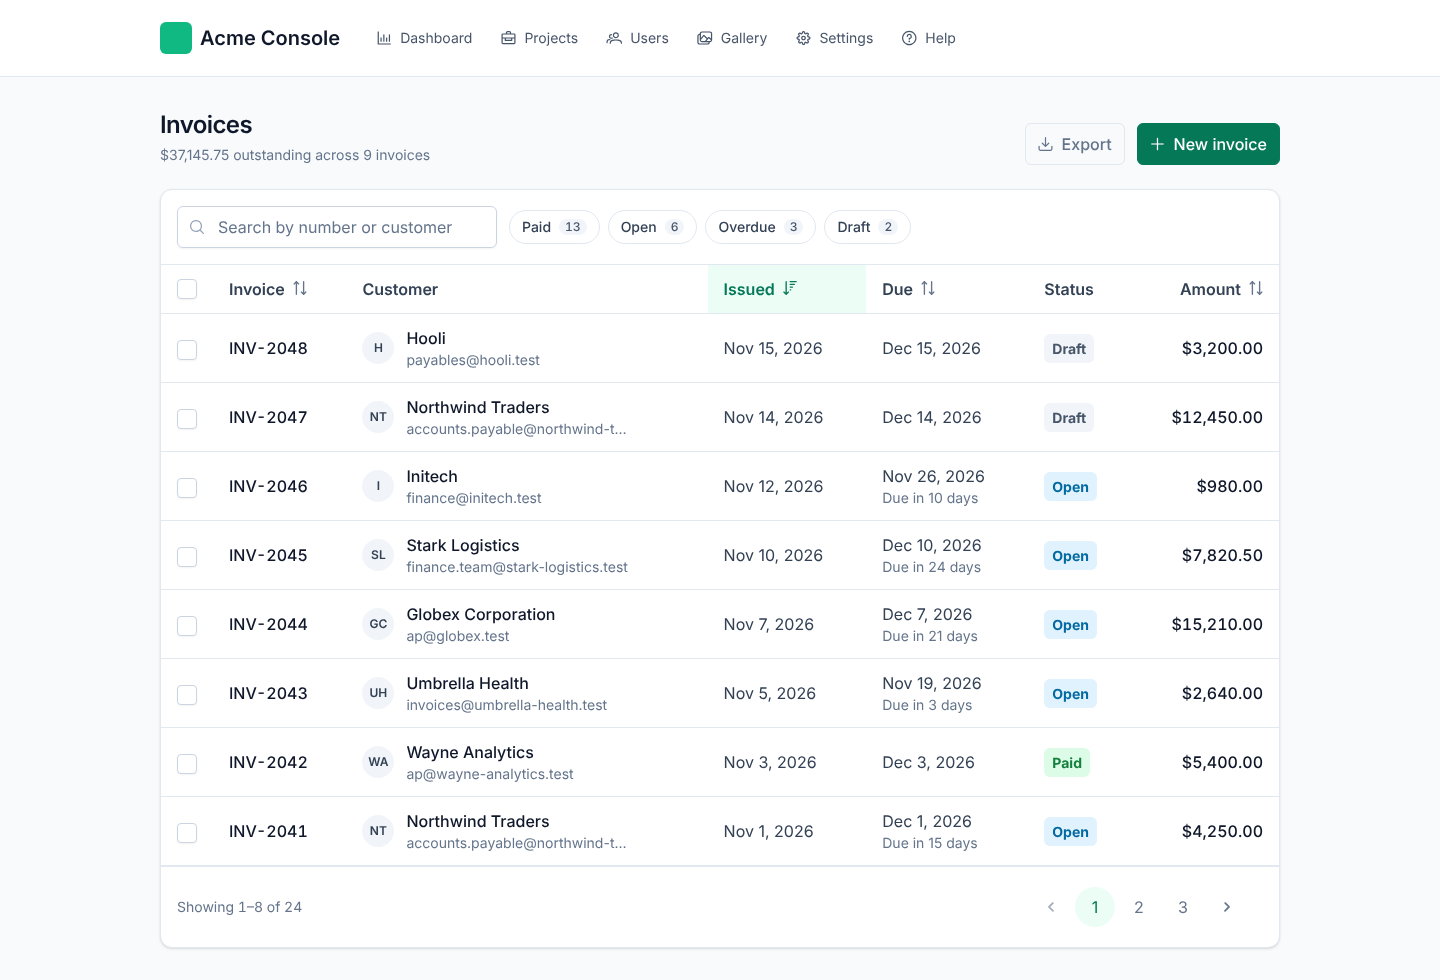 Acme Console
Dashboard
Projects
Users
Gallery
Settings
Help
Invoices
$37,145.75 outstanding across 9 invoices
Export
New invoice
Search by number or customer
Paid 13
Open 6
Overdue 3
Draft 2
Invoice Customer Issued Due Status Amount
INV-2048 H Hooli Nov 15, 2026 Dec 15, 2026 Draft $3,200.00
payables@hooli.test
INV-2047 NT Northwind Traders Nov 14, 2026 Dec 14, 2026 Draft $12,450.00
accounts.payable@northwind-t...
INV-2046 I Initech Nov 12, 2026 Nov 26, 2026 Open $980.00
finance@initech.test Due in 10 days
INV-2045 SL Stark Logistics Nov 10, 2026 Dec 10, 2026 Open $7,820.50
finance.team@stark-logistics.test Due in 24 days
INV-2044 GC Globex Corporation Nov 7, 2026 Dec 7, 2026 Open $15,210.00
ap@globex.test Due in 21 days
INV-2043 UH Umbrella Health Nov 5, 2026 Nov 19, 2026 Open $2,640.00
invoices@umbrella-health.test Due in 3 days
INV-2042 WA Wayne Analytics Nov 3, 2026 Dec 3, 2026 Paid $5,400.00
ap@wayne-analytics.test
INV-2041 NT Northwind Traders Nov 1, 2026 Dec 1, 2026 Open $4,250.00
accounts.payable@northwind-t... Due in 15 days
Showing 1–8 of 24
1 2 3